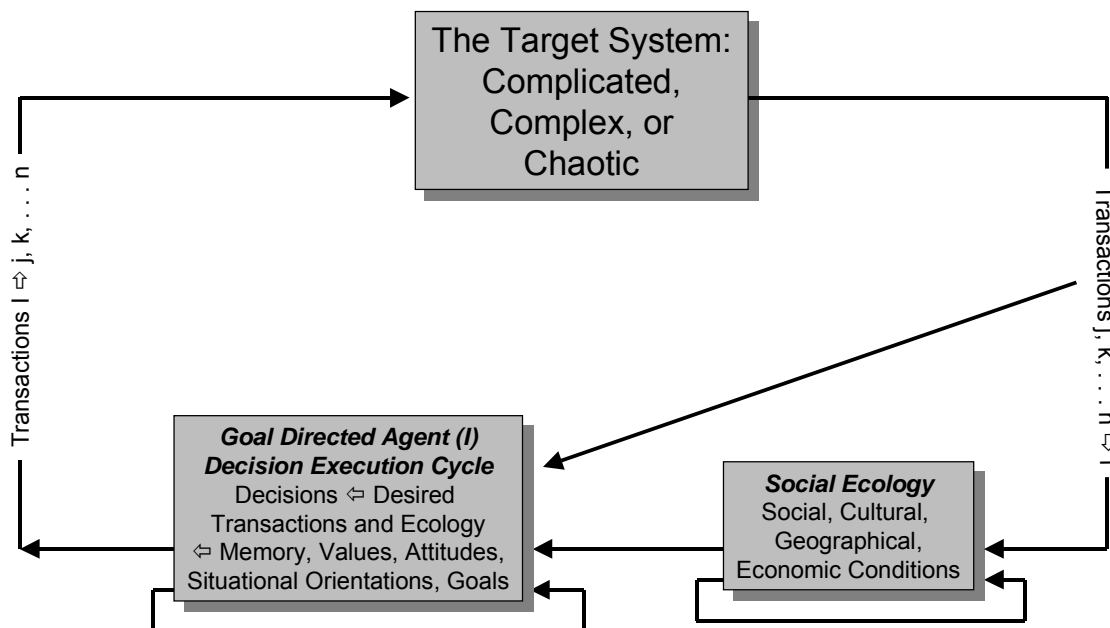 The Target System:
Complicated,
Complex, or
Chaotic
Transactions I ⇨ j, k, . . . n
Transactions j, k, . . . n ⇨ I
Goal Directed Agent (I)
Decision Execution Cycle
Decisions ⇦ Desired
Transactions and Ecology
⇦ Memory, Values, Attitudes,
Situational Orientations, Goals
Social Ecology
Social, Cultural,
Geographical,
Economic Conditions